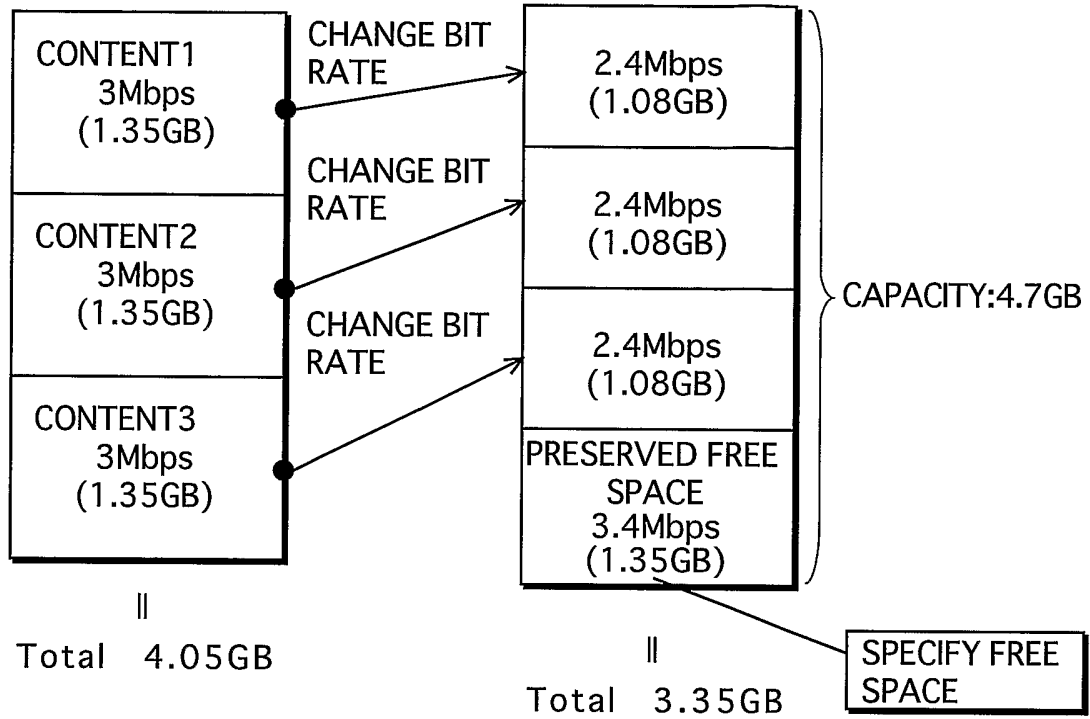 CONTENT1
3Mbps
(1.35GB)
CONTENT2
3Mbps
(1.35GB)
CONTENT3
3Mbps
(1.35GB)
||
Total 4.05GB
CHANGE BIT
RATE
CHANGE BIT
RATE
CHANGE BIT
RATE
2.4Mbps
(1.08GB)
2.4Mbps
(1.08GB)
2.4Mbps
(1.08GB)
PRESERVED FREE
SPACE
3.4Mbps
(1.35GB)
||
Total 3.35GB
CAPACITY:4.7GB
SPECIFY FREE
SPACE